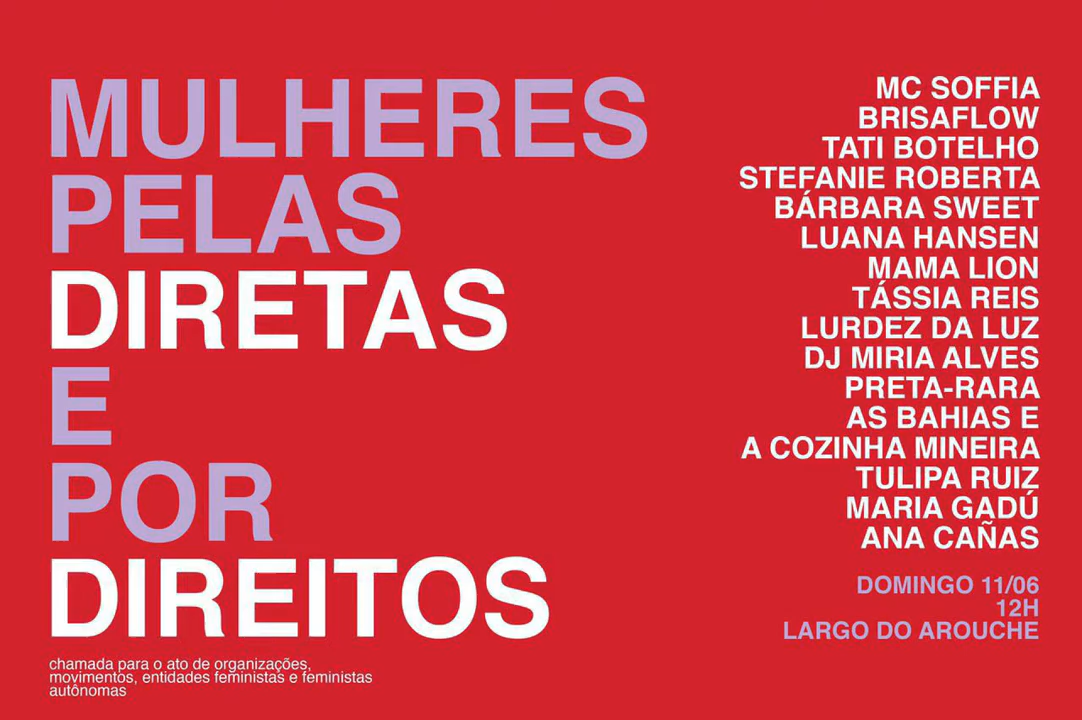 MULHERES
PELAS
DIRETAS
E
POR
DIREITOS
chamada para o ato de organizações,
movimentos, entidades feministas e feministas
autônomas
MC SOFFIA
BRISAFLOW
TATI BOTELHO
STEFANIE ROBERTA
BÁRBARA SWEET
LUANA HANSEN
MAMA LION
TÁSSIA REIS
LURDEZ DA LUZ
DJ MIRIA ALVES
PRETA-RARA
AS BAHIAS E
A COZINHA MINEIRA
TULIPA RUIZ
MARIA GADÚ
ANA CAÑAS
DOMINGO 11/06
12H
LARGO DO AROUCHE